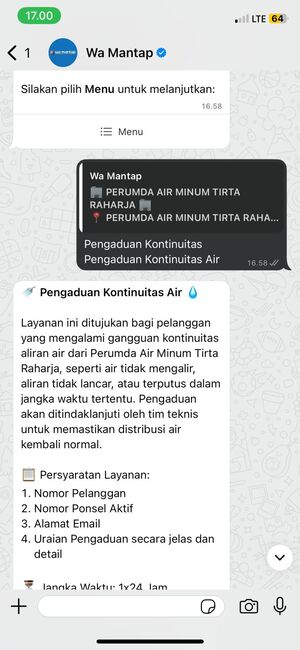 17.00
LTE 64
1
WA MANTAP
Wa Mantap
Silakan pilih Menu untuk melanjutkan:
16.58
Menu
Wa Mantap
🏢 PERUMDA AIR MINUM TIRTA
RAHARJA 🏢
📍 PERUMDA AIR MINUM TIRTA RAHA...
Pengaduan Kontinuitas
Pengaduan Kontinuitas Air
16.58
🚿 Pengaduan Kontinuitas Air 💧
Layanan ini ditujukan bagi pelanggan
yang mengalami gangguan kontinuitas
aliran air dari Perumda Air Minum Tirta
Raharja, seperti air tidak mengalir,
aliran tidak lancar, atau terputus dalam
jangka waktu tertentu. Pengaduan
akan ditindaklanjuti oleh tim teknis
untuk memastikan distribusi air
kembali normal.
📋 Persyaratan Layanan:
1. Nomor Pelanggan
2. Nomor Ponsel Aktif
3. Alamat Email
4. Uraian Pengaduan secara jelas dan
detail
⏳ Jangka Waktu: 1x24 Jam